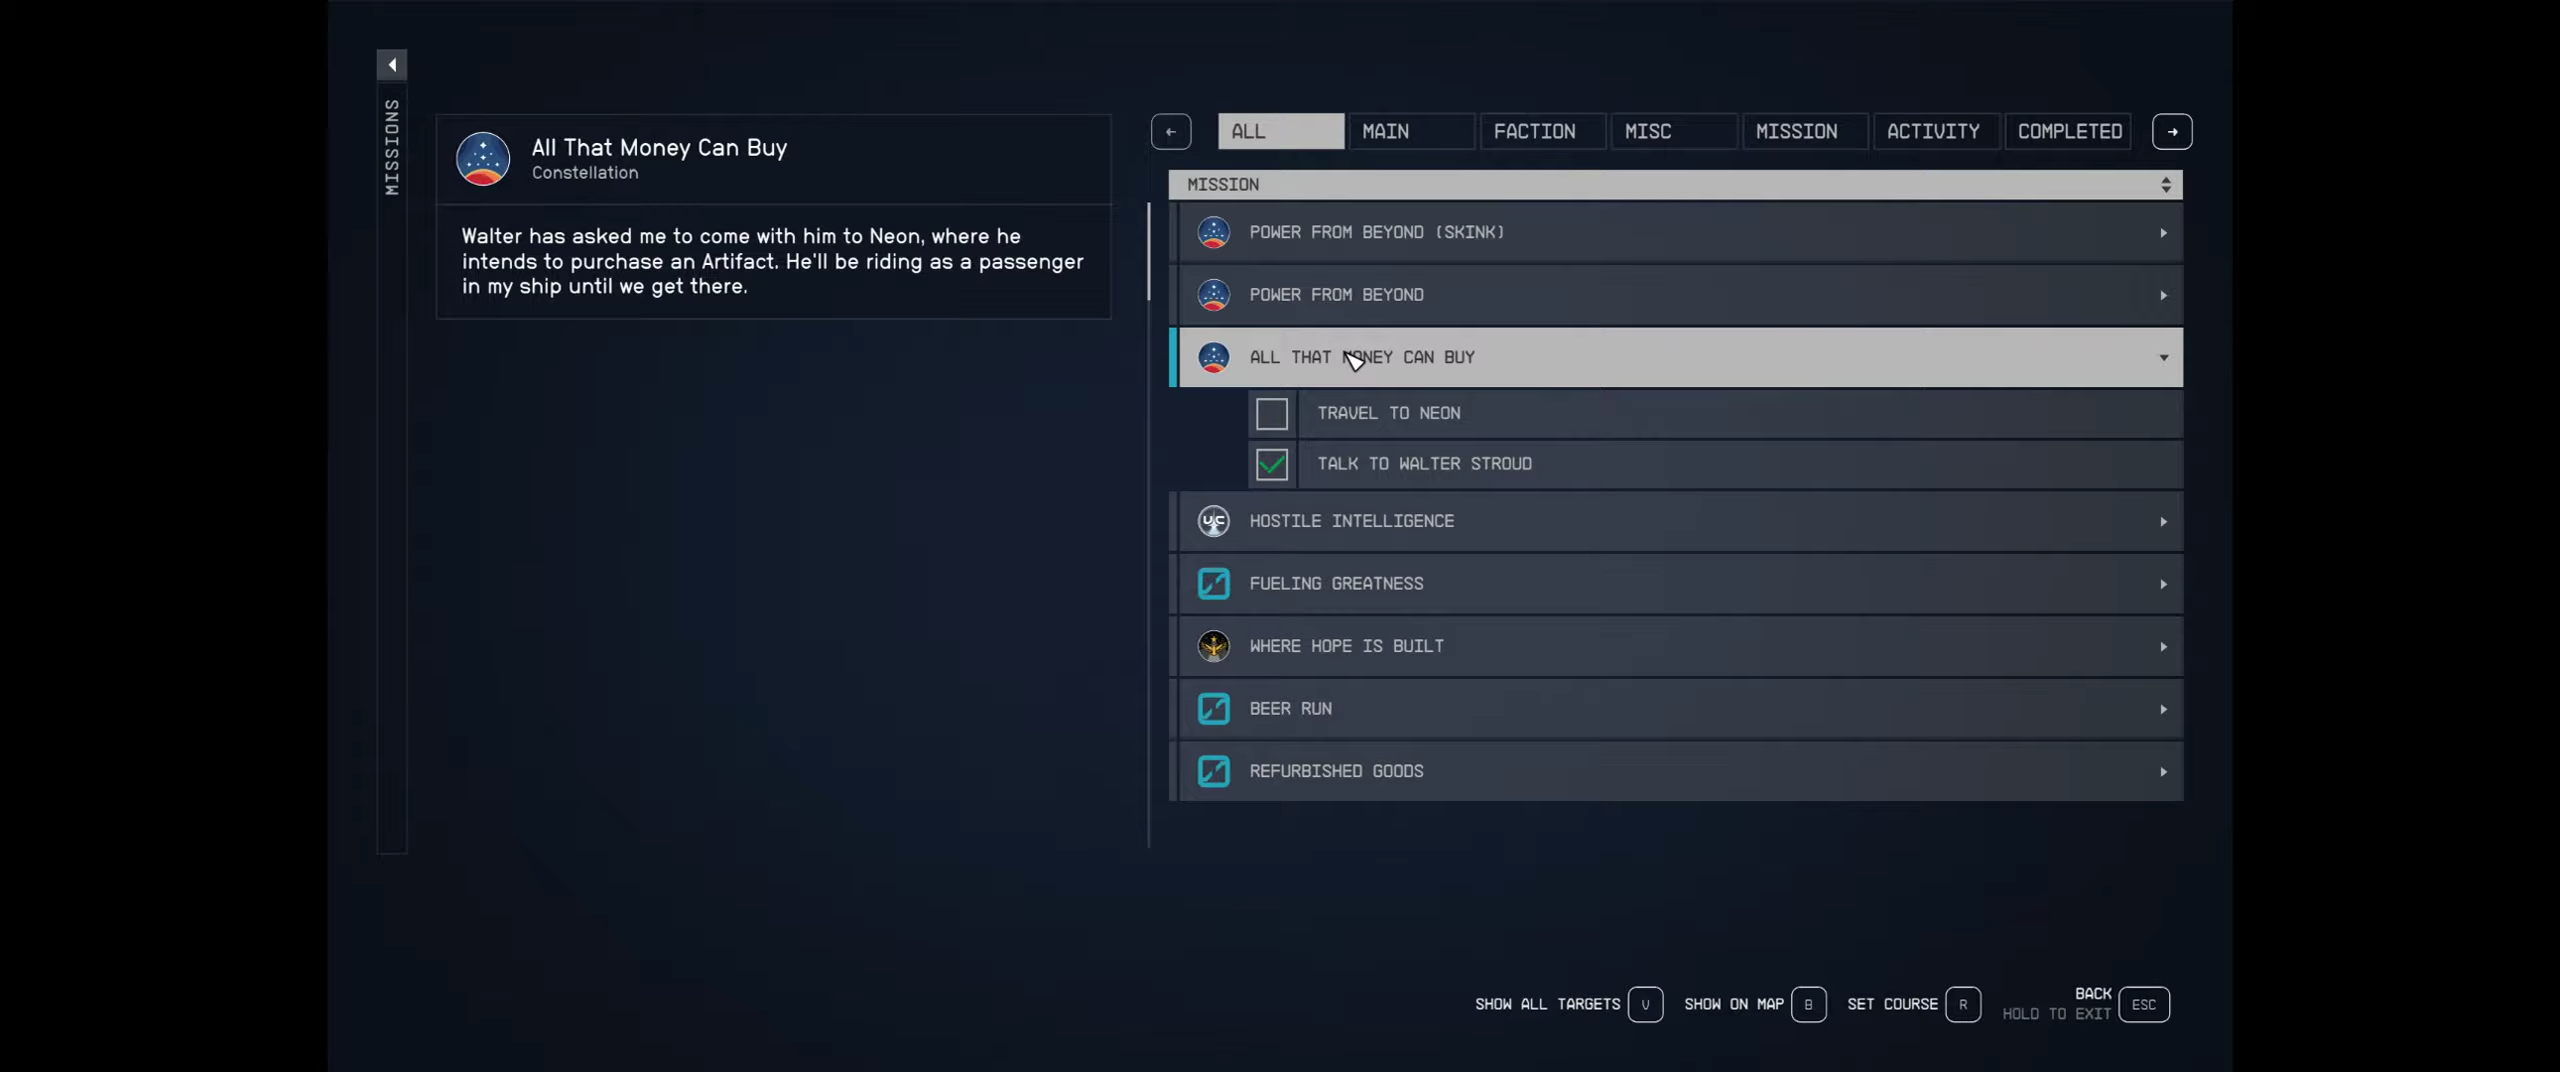 MISSIONS
All That Money Can Buy
Constellation
Walter has asked me to come with him to Neon, where he
intends to purchase an Artifact. He'll be riding as a passenger
in my ship until we get there.
ALL MAIN FACTION MISC MISSION ACTIVITY COMPLETED
MISSION
POWER FROM BEYOND (SKINK)
POWER FROM BEYOND
ALL THAT MONEY CAN BUY
TRAVEL TO NEON
TALK TO WALTER STROUD
UC HOSTILE INTELLIGENCE
FUELING GREATNESS
WHERE HOPE IS BUILT
BEER RUN
REFURBISHED GOODS
SHOW ALL TARGETS V SHOW ON MAP B SET COURSE R BACK ESC
HOLD TO EXIT